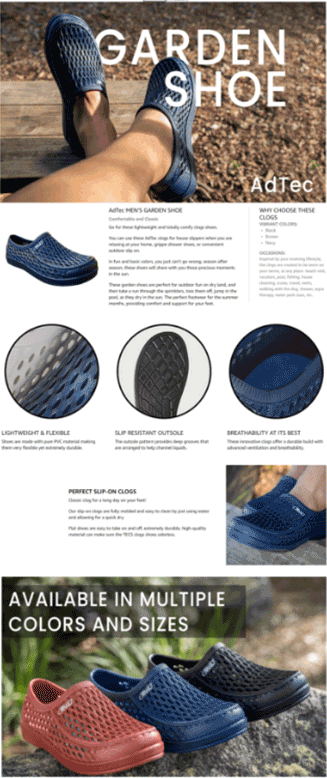 GARDEN
SHOE
AdTec
AdTec MEN'S GARDEN SHOE
Comfortable and Classic
Go for these lightweight and totally comfy clogs shoes.
You can use these AdTec clogs for house slippers when you are
relaxing at your home, grippe shower shoes, or convenient
outdoor slip on.
In fun and basic colors, you just can't go wrong, season after
season, these shoes will share with you those precious moments
in the sun.
These garden shoes are perfect for outdoor fun on dry land, and
then take a run through the sprinklers, toss them off, jump in the
pool, as they dry in the sun. The perfect footwear for the summer
months, providing comfort and support for your feet.
WHY CHOOSE THESE
CLOGS
VIBRANT COLORS
• Black
• Brown
• Navy
OCCASIONS:
LIGHTWEIGHT & FLEXIBLE
Shoes are made with pure PVC material making
them very flexible yet extremely durable.
SLIP RESISTANT OUTSOLE
The outsole pattern provides deep grooves that
are arranged to help channel liquids.
BREATHABILITY AT ITS BEST
These innovative clogs offer a durable build with
advanced ventilation and breathability.
PERFECT SLIP-ON CLOGS
Classic clog for a long day on your feet!
Our slip-on clogs are fully molded and easy to clean by just using water
and allowing for a quick dry.
Flat shoes are easy to take on and off, extremely durable, high-quality
material can make sure the clogs shoes odorless.
AVAILABLE IN MULTIPLE
COLORS AND SIZES